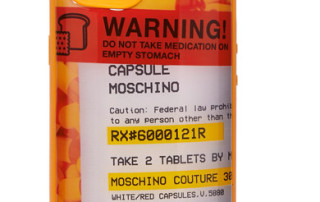 WARNING!
DO NOT TAKE MEDICATION ON
EMPTY STOMACH
CAPSULE
MOSCHINO
Caution: Federal law prohi
to any person other than th
RX#6000121R
TAKE 2 TABLETS BY M
MOSCHINO COUTURE 30
WHITE/RED CAPSULES.V.5000